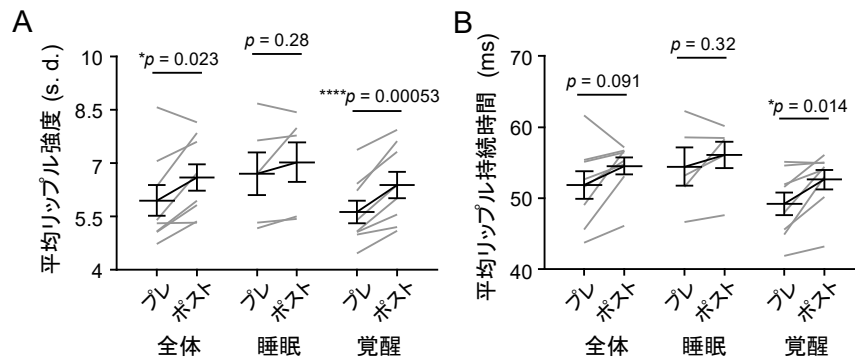 A
平均リップル強度 (s. d.)
10
8.5
7
5.5
4
*p = 0.023
p = 0.28
****p = 0.00053
プレ
ポスト
プレ
ポスト
プレ
ポスト
全体
睡眠
覚醒
B
平均リップル持続時間 (ms)
70
60
50
40
p = 0.091
p = 0.32
*p = 0.014
プレ
ポスト
プレ
ポスト
プレ
ポスト
全体
睡眠
覚醒